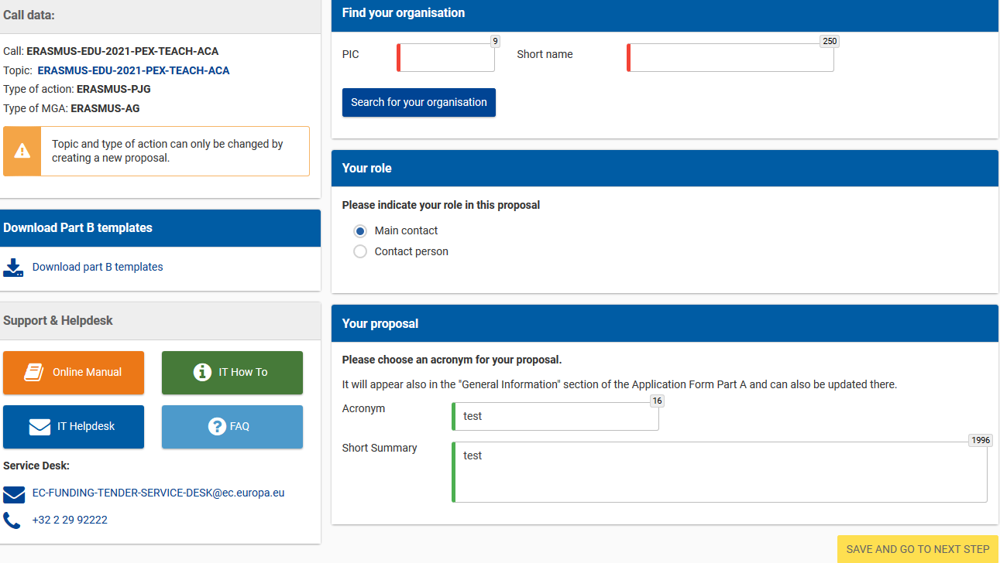 Call data:
Call: ERASMUS-EDU-2021-PEX-TEACH-ACA
Topic: ERASMUS-EDU-2021-PEX-TEACH-ACA
Type of action: ERASMUS-PJG
Type of MGA: ERASMUS-AG
Topic and type of action can only be changed by
creating a new proposal.
Download Part B templates
Download part B templates
Support & Helpdesk
Online Manual
IT How To
IT Helpdesk
FAQ
Service Desk:
EC-FUNDING-TENDER-SERVICE-DESK@ec.europa.eu
+32 2 29 92222
Find your organisation
PIC
9
Short name
250
Search for your organisation
Your role
Please indicate your role in this proposal
Main contact
Contact person
Your proposal
Please choose an acronym for your proposal.
It will appear also in the "General Information" section of the Application Form Part A and can also be updated there.
Acronym
16
test
Short Summary
1996
test
SAVE AND GO TO NEXT STEP